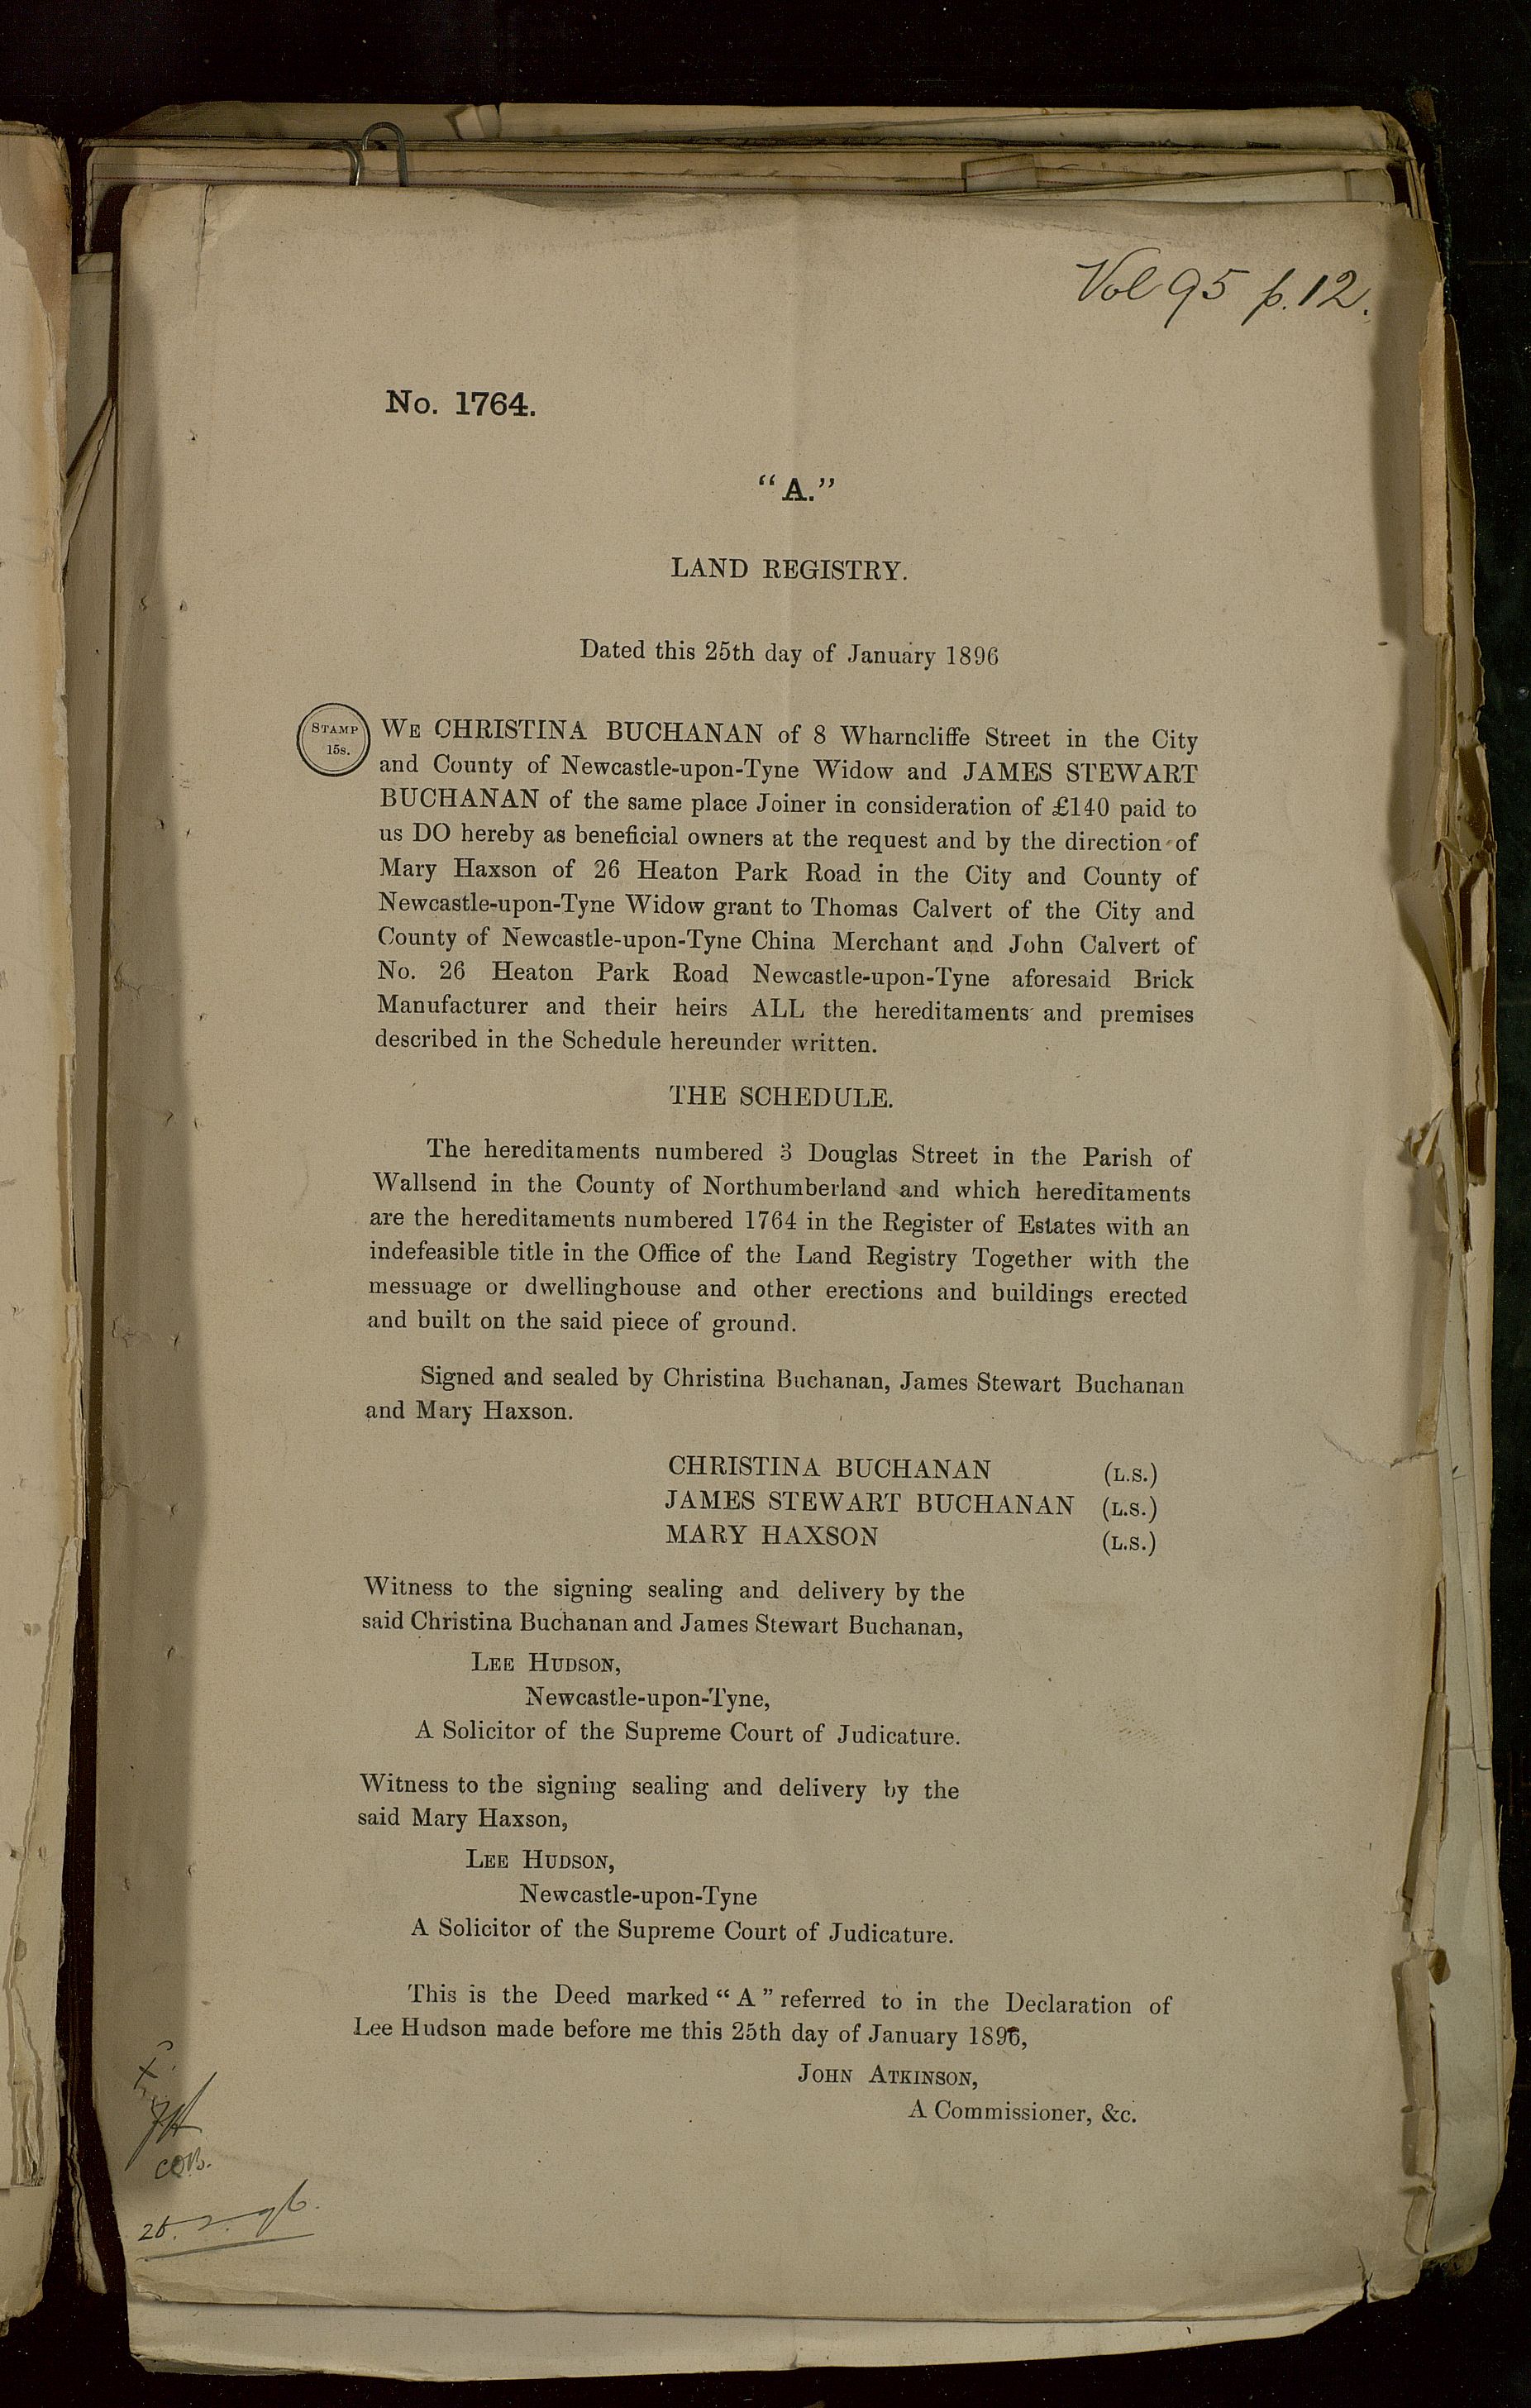 Vol 95 p. 12.
No. 1764.
“A.”
LAND REGISTRY.
Dated this 25th day of January 1896
STAMP
15s.
WE CHRISTINA BUCHANAN of 8 Wharncliffe Street in the City
and County of Newcastle-upon-Tyne Widow and JAMES STEWART
BUCHANAN of the same place Joiner in consideration of £140 paid to
us DO hereby as beneficial owners at the request and by the direction of
Mary Haxson of 26 Heaton Park Road in the City and County of
Newcastle-upon-Tyne Widow grant to Thomas Calvert of the City and
County of Newcastle-upon-Tyne China Merchant and John Calvert of
No. 26 Heaton Park Road Newcastle-upon-Tyne aforesaid Brick
Manufacturer and their heirs ALL the hereditaments and premises
described in the Schedule hereunder written.
THE SCHEDULE.
The hereditaments numbered 3 Douglas Street in the Parish of
Wallsend in the County of Northumberland and which hereditaments
are the hereditaments numbered 1764 in the Register of Estates with an
indefeasible title in the Office of the Land Registry Together with the
messuage or dwellinghouse and other erections and buildings erected
and built on the said piece of ground.
Signed and sealed by Christina Buchanan, James Stewart Buchanan
and Mary Haxson.
CHRISTINA BUCHANAN (L.S.)
JAMES STEWART BUCHANAN (L.S.)
MARY HAXSON (L.S.)
Witness to the signing sealing and delivery by the
said Christina Buchanan and James Stewart Buchanan,
LEE HUDSON,
Newcastle-upon-Tyne,
A Solicitor of the Supreme Court of Judicature.
Witness to the signing sealing and delivery by the
said Mary Haxson,
LEE HUDSON,
Newcastle-upon-Tyne
A Solicitor of the Supreme Court of Judicature.
This is the Deed marked “A” referred to in the Declaration of
Lee Hudson made before me this 25th day of January 1896,
JOHN ATKINSON,
A Commissioner, &c.